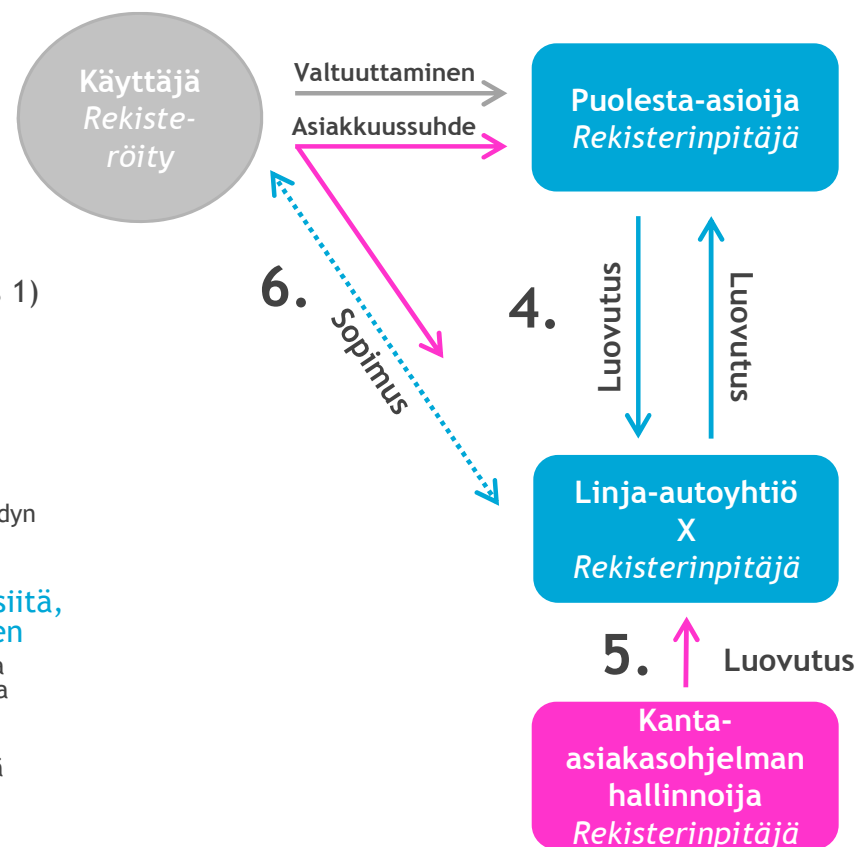 Käyttäjä
Rekiste-
röity
Valtuuttaminen
Asiakkuussuhde
Puolesta-asioija
Rekisterinpitäjä
1)
6.
Sopimus
4.
Luovutus
Luovutus
dyn
siitä,
en
a
a
Linja-autoyhtiö
X
Rekisterinpitäjä
5.
Luovutus
Kanta-
asiakasohjelman
hallinnoija
Rekisterinpitäjä